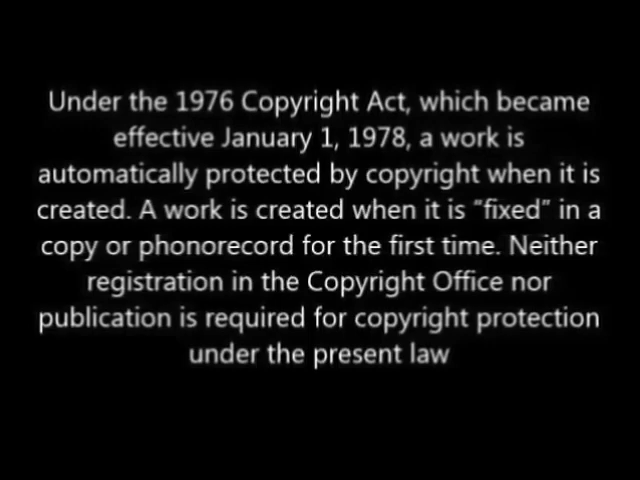 Under the 1976 Copyright Act, which became
effective January 1, 1978, a work is
automatically protected by copyright when it is
created. A work is created when it is “fixed” in a
copy or phonorecord for the first time. Neither
registration in the Copyright Office nor
publication is required for copyright protection
under the present law